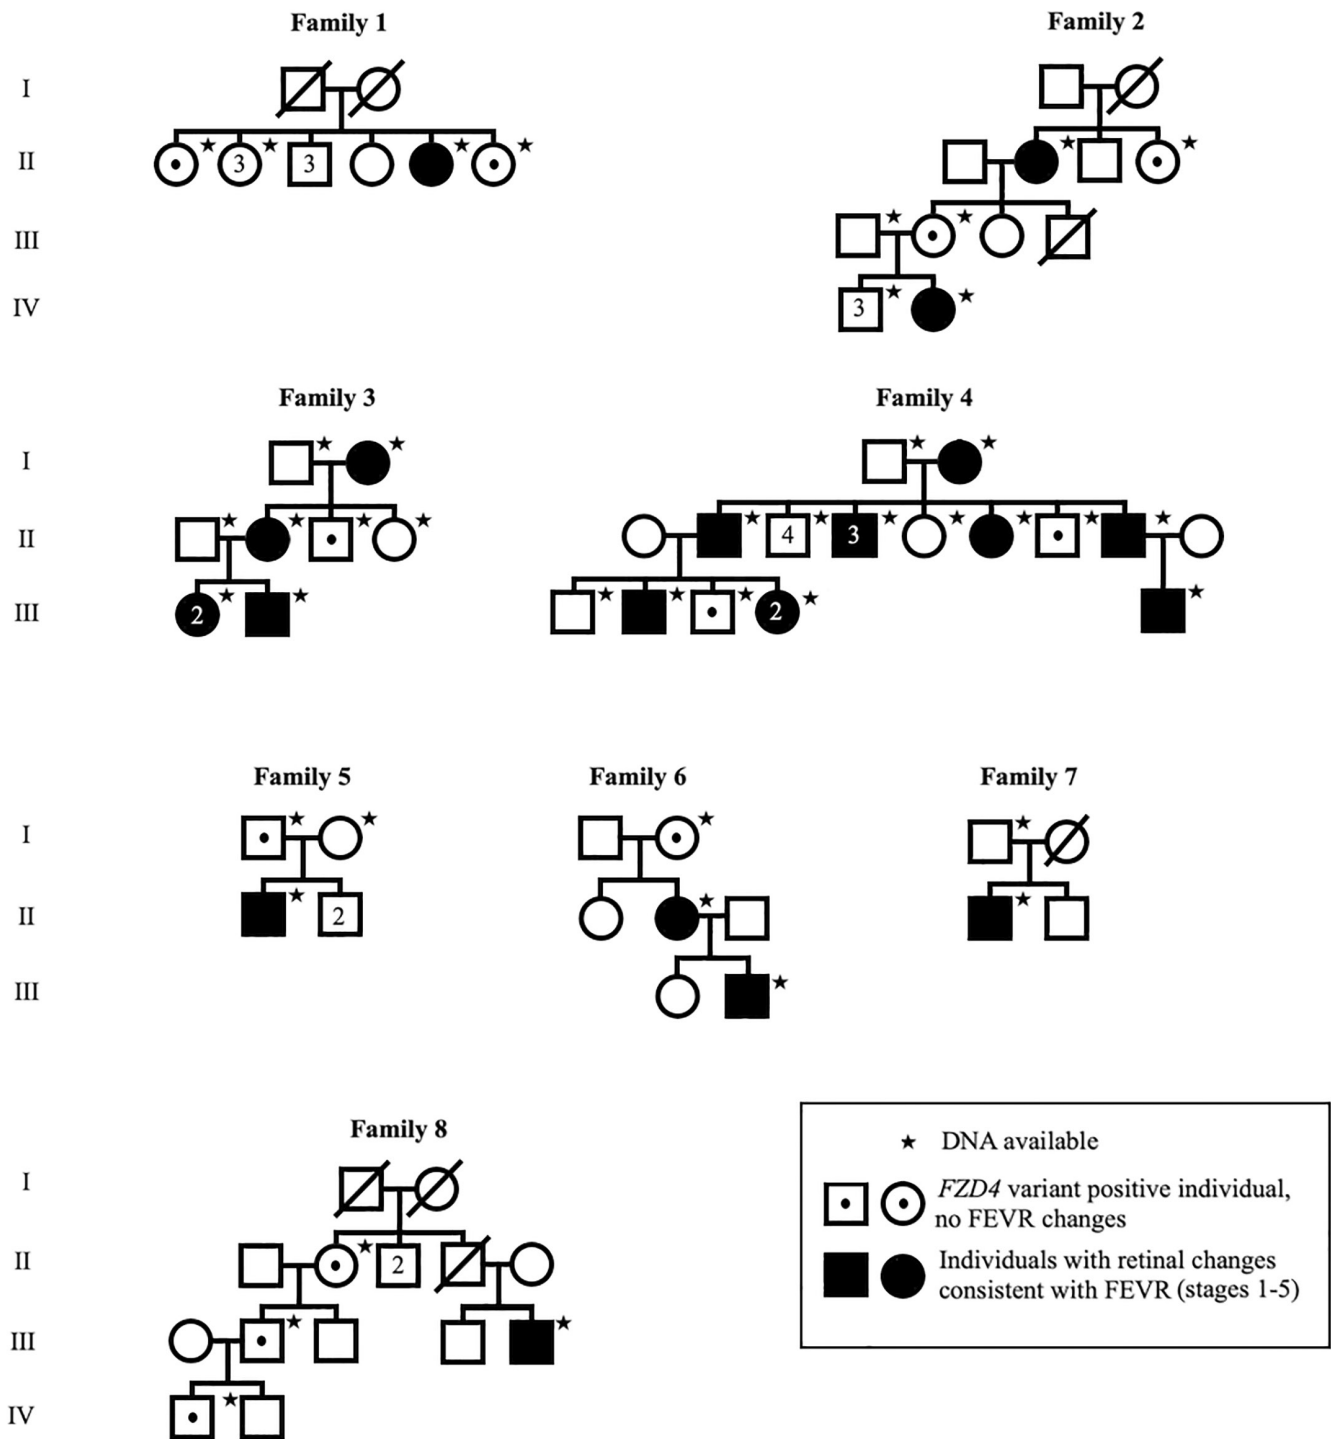 Family 1 Family 2
I
II 3 3
III
IV 3
Family 3 Family 4
I
II 4 3
III 2 2
Family 5 Family 6 Family 7
I
II 2
III
Family 8
I
II 2
III
IV
★ DNA available
FZD4 variant positive individual,
no FEVR changes
Individuals with retinal changes
consistent with FEVR (stages 1-5)